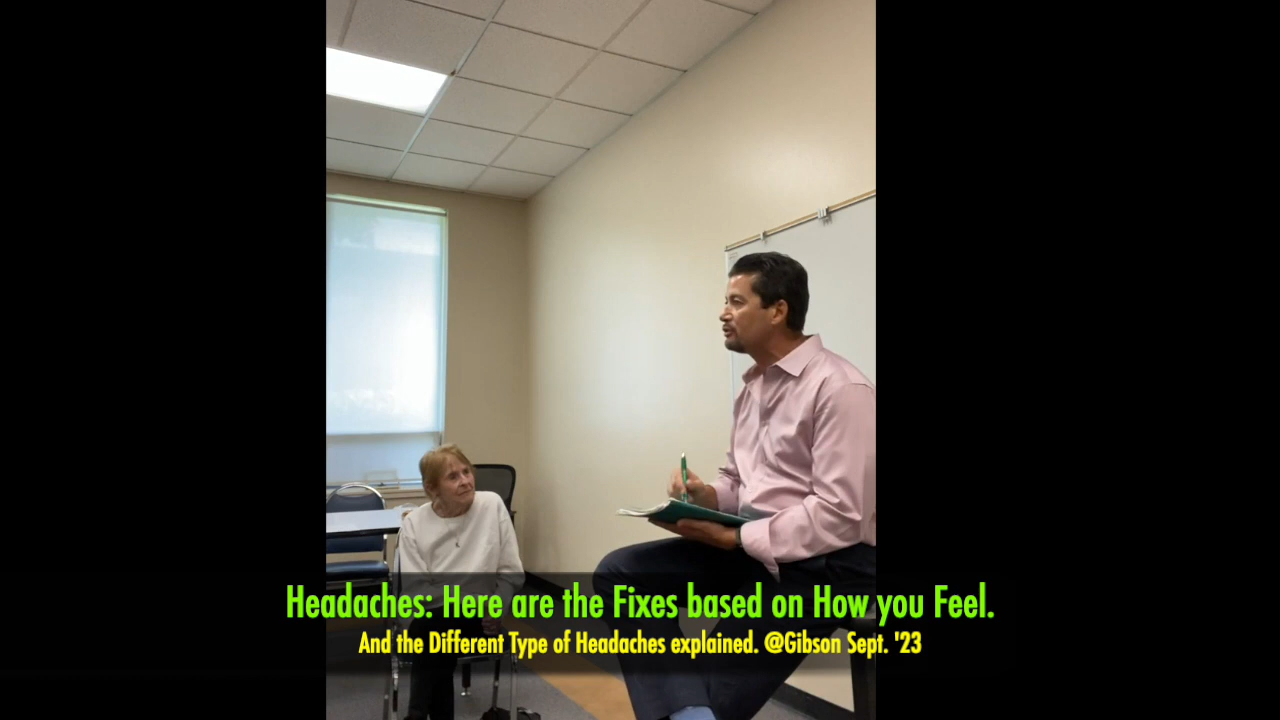 Headaches: Here are the Fixes based on How you Feel.
And the Different Type of Headaches explained. @Gibson Sept. '23